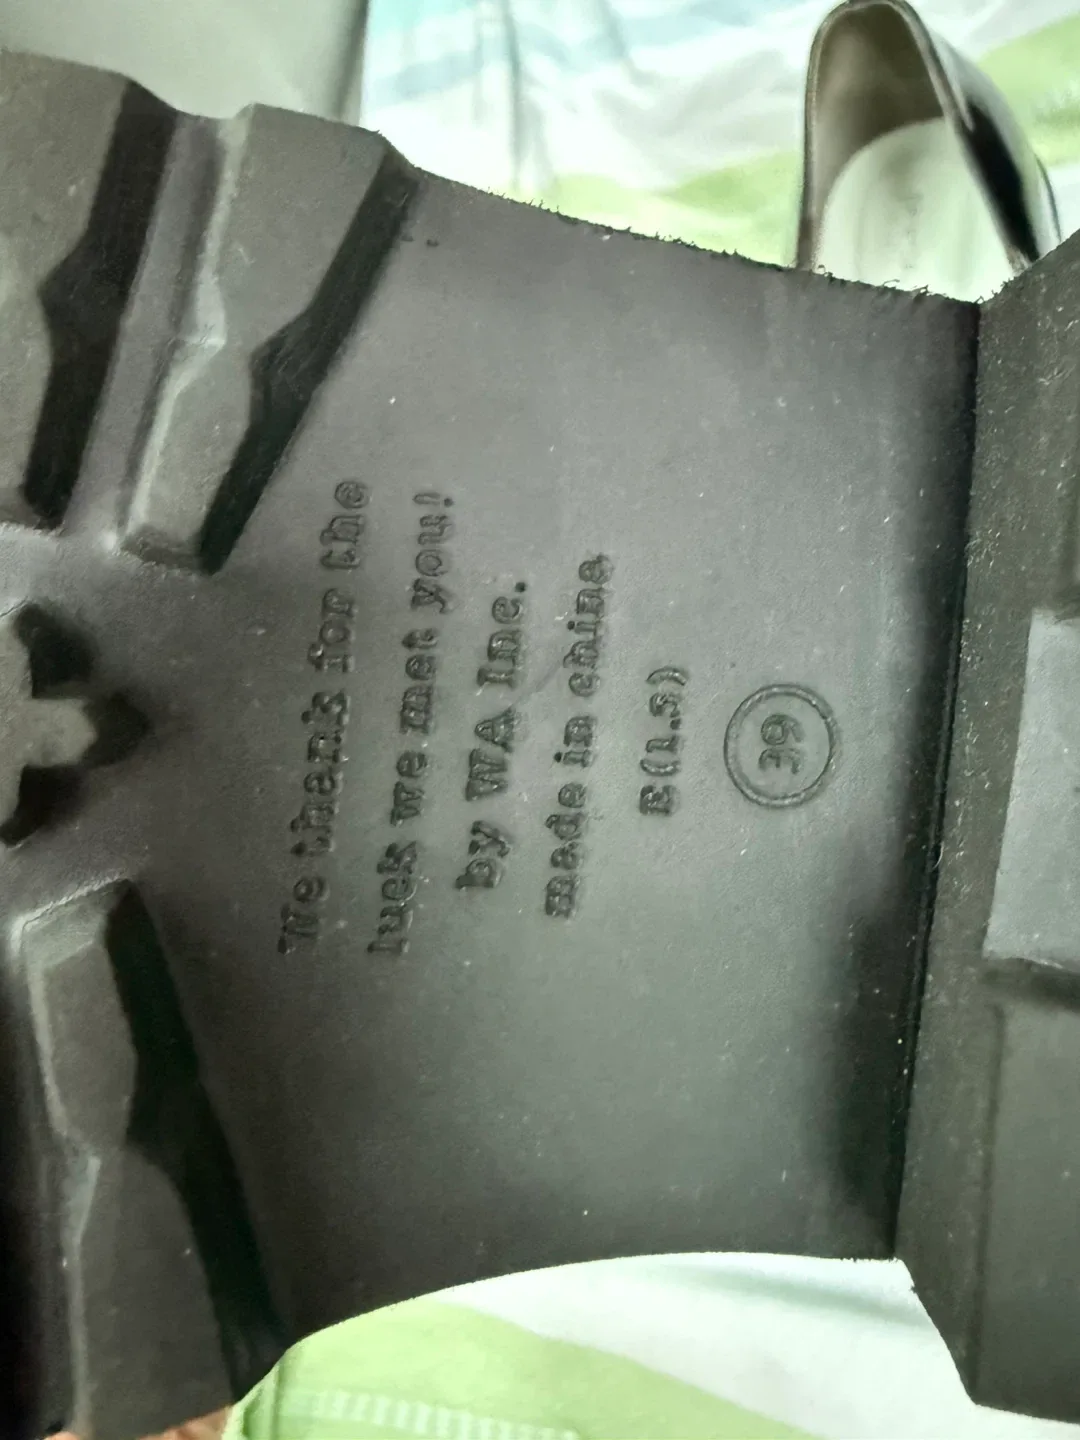 We thank for the
luck we met you!
by WA Inc.
made in china
E(1.5)
39